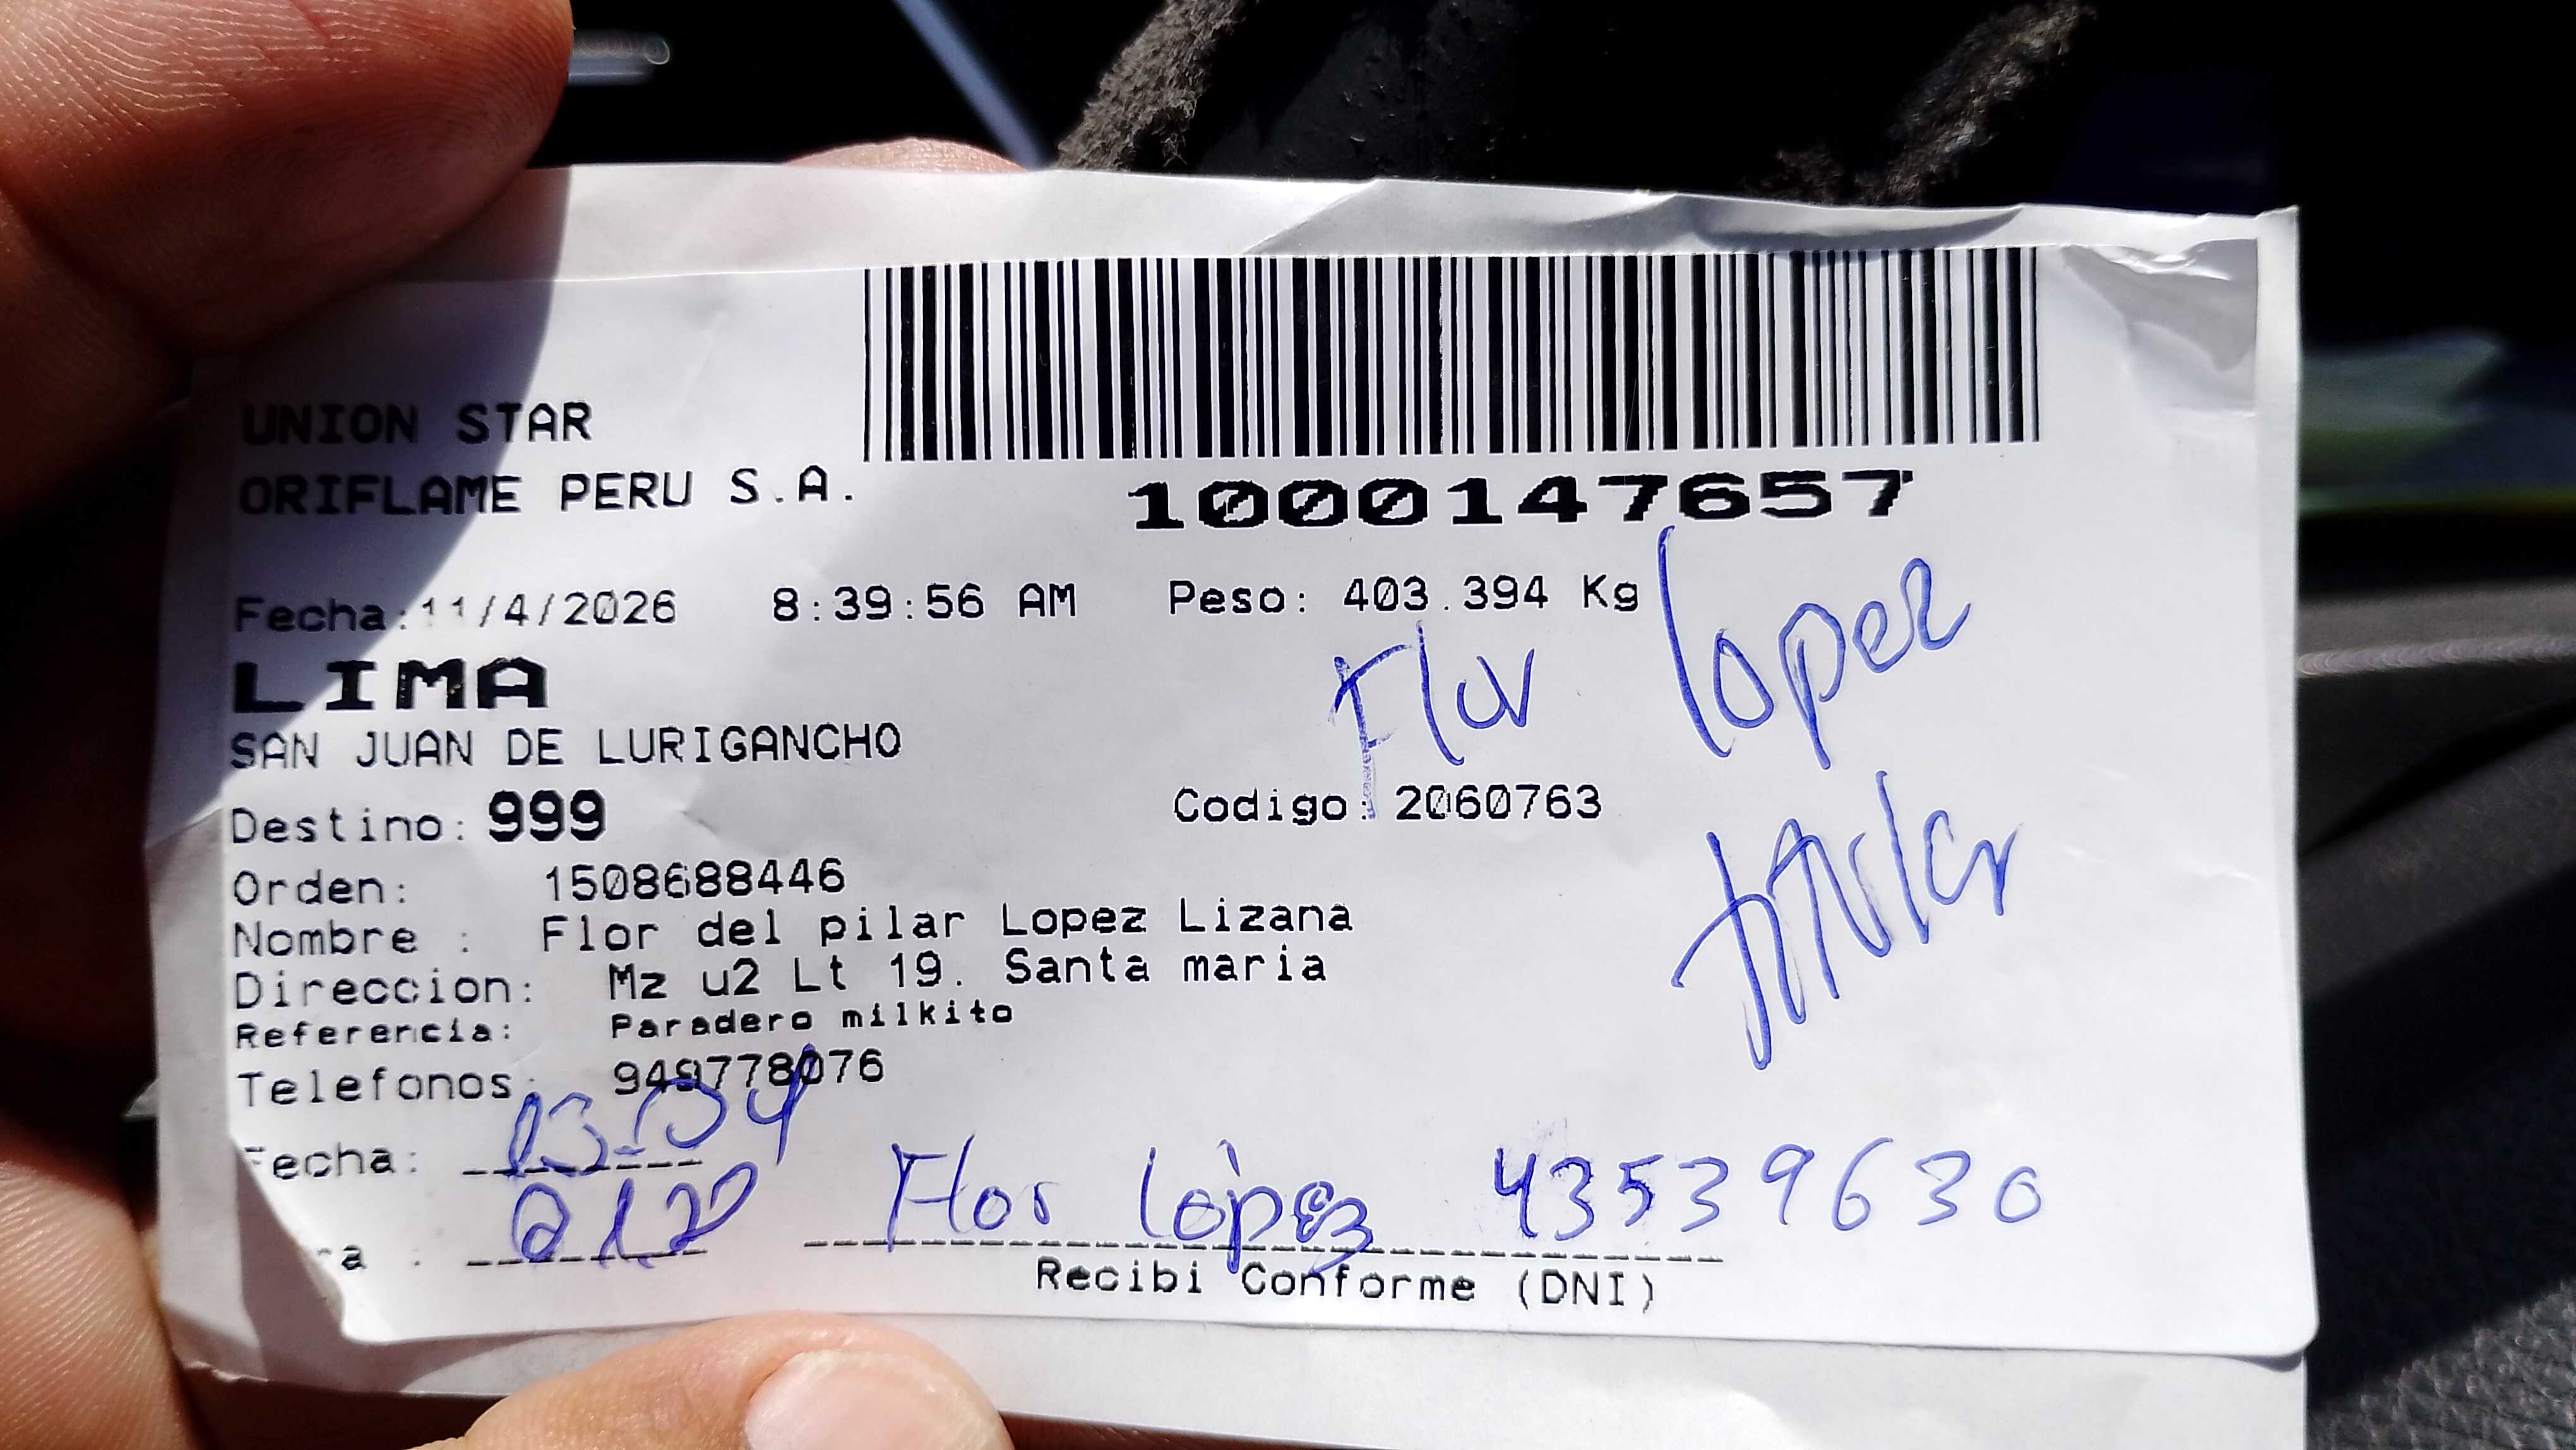 UNION STAR
ORIFLAME PERU S.A.
1000147657
Fecha:11/4/2026 8:39:56 AM Peso: 403.394 Kg
LIMA
Flor lopez
SAN JUAN DE LURIGANCHO
Destino: 999 Codigo: 2060763
titular
Orden: 1508688446
Nombre : Flor del pilar Lopez Lizana
Direccion: Mz u2 Lt 19. Santa maria
Referencia: Paradero milkito
Telefonos: 949778076
Fecha: 13-04
Flor lòpez 43539630
Recibi Conforme (DNI)